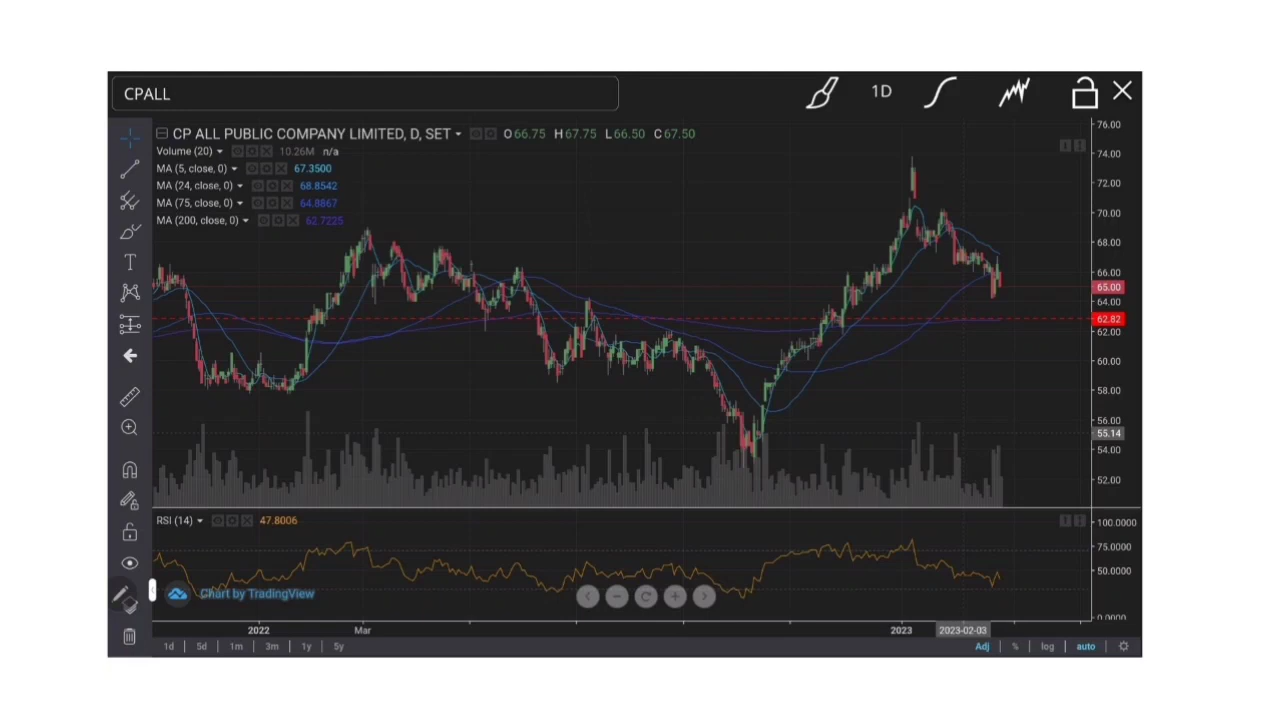 CPALL
1D
CP ALL PUBLIC COMPANY LIMITED, D, SET O66.75 H67.75 L66.50 C67.50
Volume (20) 10.26M n/a
MA (5, close, 0) 67.3500
MA (24, close, 0) 68.8542
MA (75, close, 0) 64.8867
MA (200, close, 0) 62.7225
76.00
74.00
72.00
70.00
68.00
66.00
65.00
64.00
62.82
62.00
60.00
58.00
56.00
55.14
54.00
52.00
RSI (14) 47.8006
100.0000
75.0000
50.0000
0.0000
Chart by TradingView
2022 Mar 2023 2023-02-03
1d 5d 1m 3m 1y 5y Adj % log auto